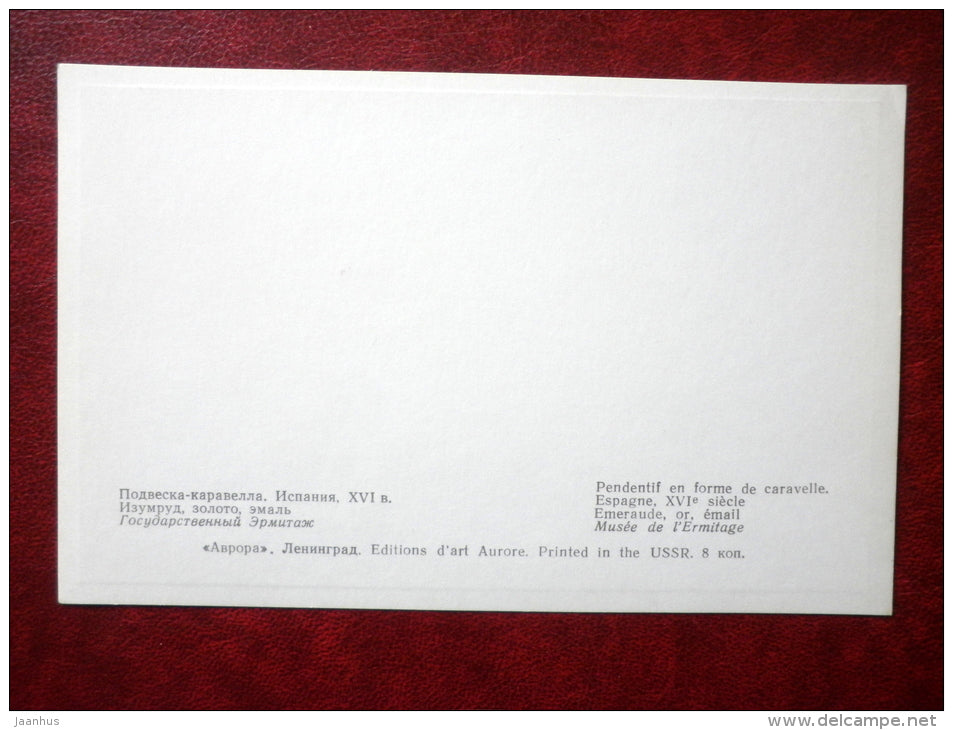 Подвеска-каравелла. Испания, XVI в.
Изумруд, золото, эмаль
Государственный Эрмитаж
Pendentif en forme de caravelle.
Espagne, XVIe siècle
Emeraude, or, émail
Musée de l'Ermitage
«Аврора». Ленинград. Editions d'art Aurore. Printed in the USSR. 8 коп.
jaanhus
www.delcampe.net